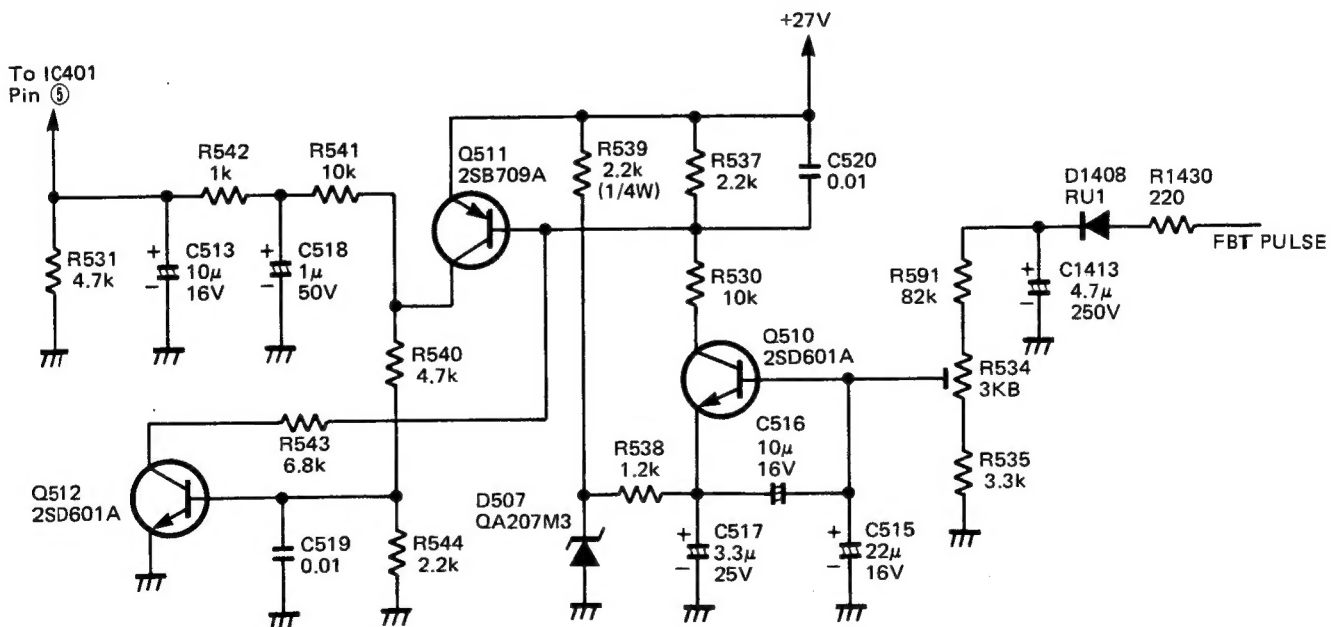 +27V
To IC401
Pin ⑤
R542
1k
R541
10k
Q511
2SB709A
R539
2.2k
(1/4W)
R537
2.2k
C520
0.01
D1408
RU1
R1430
220
FBT PULSE
R531
4.7k
+
C513
10μ
16V
−
+
C518
1μ
50V
−
R530
10k
R591
82k
+
C1413
4.7μ
250V
−
R540
4.7k
Q510
2SD601A
R534
3KB
R543
6.8k
R538
1.2k
C516
10μ
16V
R535
3.3k
Q512
2SD601A
C519
0.01
R544
2.2k
D507
QA207M3
+
C517
3.3μ
25V
−
+
C515
22μ
16V
−